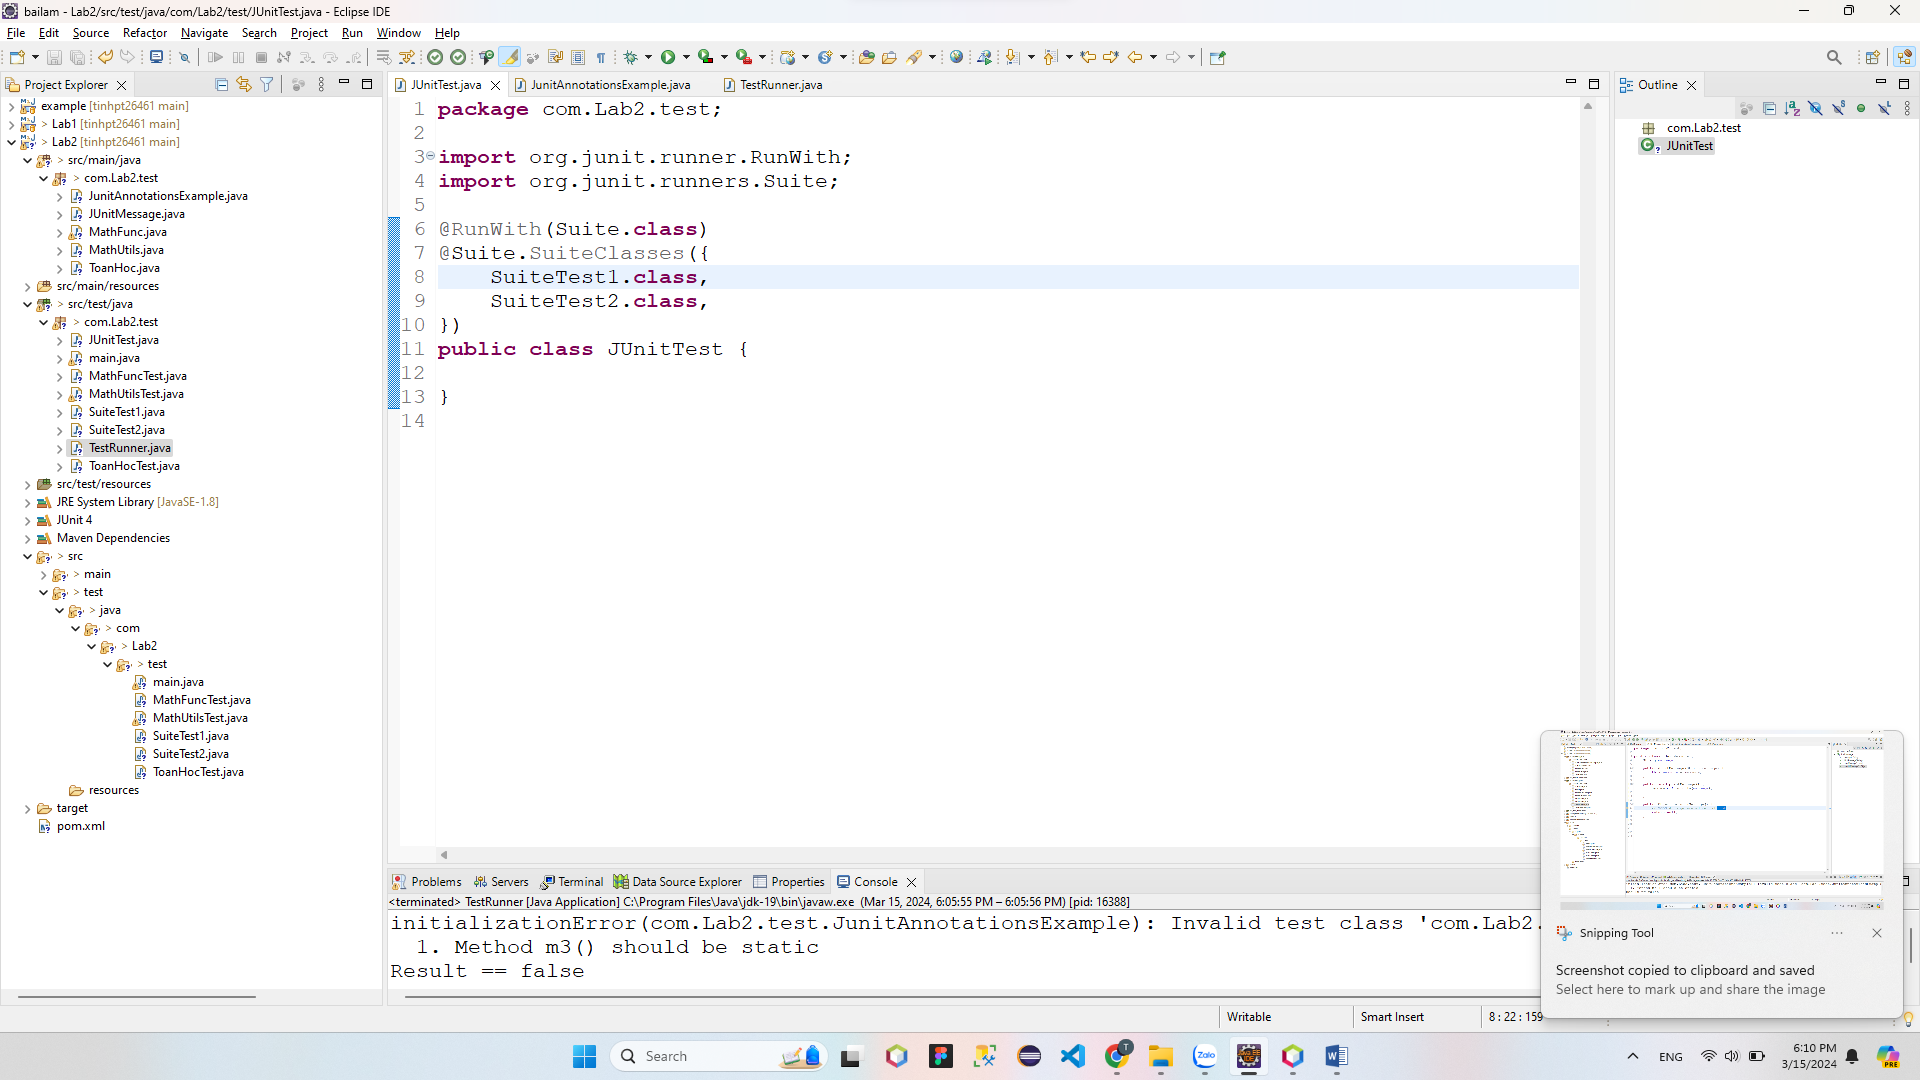 bailam - Lab2/src/test/java/com/Lab2/test/JUnitTest.java - Eclipse IDE
File Edit Source Refactor Navigate Search Project Run Window Help
Project Explorer
example [tinhpt26461 main]
> Lab1 [tinhpt26461 main]
> Lab2 [tinhpt26461 main]
> src/main/java
> com.Lab2.test
JunitAnnotationsExample.java
JUnitMessage.java
MathFunc.java
MathUtils.java
ToanHoc.java
src/main/resources
> src/test/java
> com.Lab2.test
JUnitTest.java
main.java
MathFuncTest.java
MathUtilsTest.java
SuiteTest1.java
SuiteTest2.java
TestRunner.java
ToanHocTest.java
src/test/resources
JRE System Library [JavaSE-1.8]
JUnit 4
Maven Dependencies
> src
> main
> test
> java
> com
> Lab2
> test
main.java
MathFuncTest.java
MathUtilsTest.java
SuiteTest1.java
SuiteTest2.java
ToanHocTest.java
resources
target
pom.xml
JUnitTest.java JunitAnnotationsExample.java TestRunner.java
1 package com.Lab2.test;
2
3 import org.junit.runner.RunWith;
4 import org.junit.runners.Suite;
5
6 @RunWith(Suite.class)
7 @Suite.SuiteClasses({
8 SuiteTest1.class,
9 SuiteTest2.class,
10 })
11 public class JUnitTest {
12
13 }
14
Outline
com.Lab2.test
JUnitTest
Problems Servers Terminal Data Source Explorer Properties Console
<terminated> TestRunner [Java Application] C:\Program Files\Java\jdk-19\bin\javaw.exe (Mar 15, 2024, 6:05:55 PM – 6:05:56 PM) [pid: 16388]
initializationError(com.Lab2.test.JunitAnnotationsExample): Invalid test class 'com.Lab2.
1. Method m3() should be static
Result == false
Snipping Tool
Screenshot copied to clipboard and saved
Select here to mark up and share the image
Writable Smart Insert 8 : 22 : 159
Search
Zalo
T
ENG
6:10 PM
3/15/2024
PRE